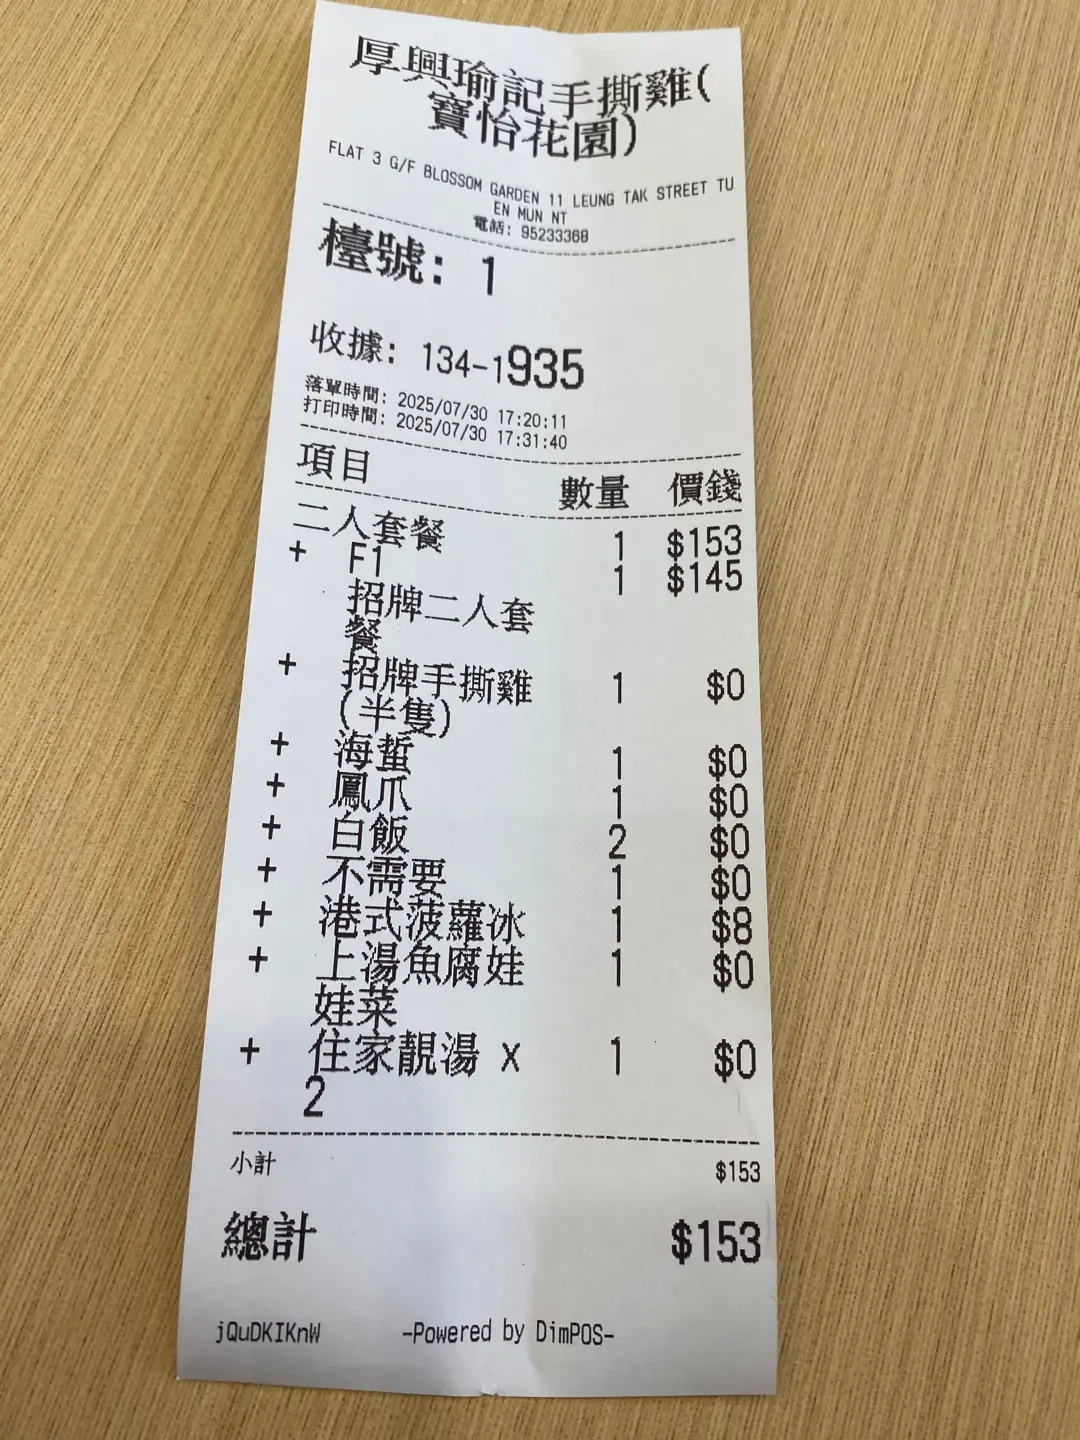 厚興瑜記手撕雞(
寶怡花園)
FLAT 3 G/F BLOSSOM GARDEN 11 LEUNG TAK STREET TU
EN MUN NT
電話: 95233368
檯號: 1
收據: 134-1935
落單時間: 2025/07/30 17:20:11
打印時間: 2025/07/30 17:31:40
項目 數量 價錢
二人套餐 1 $153
+ F1 1 $145
招牌二人套
餐
+ 招牌手撕雞 1 $0
(半隻)
+ 海蜇 1 $0
+ 鳳爪 1 $0
+ 白飯 2 $0
+ 不需要 1 $0
+ 港式菠蘿冰 1 $8
+ 上湯魚腐娃 1 $0
娃菜
+ 住家靚湯 x 1 $0
2
小計 $153
總計 $153
jQuDKIKnW -Powered by DimPOS-